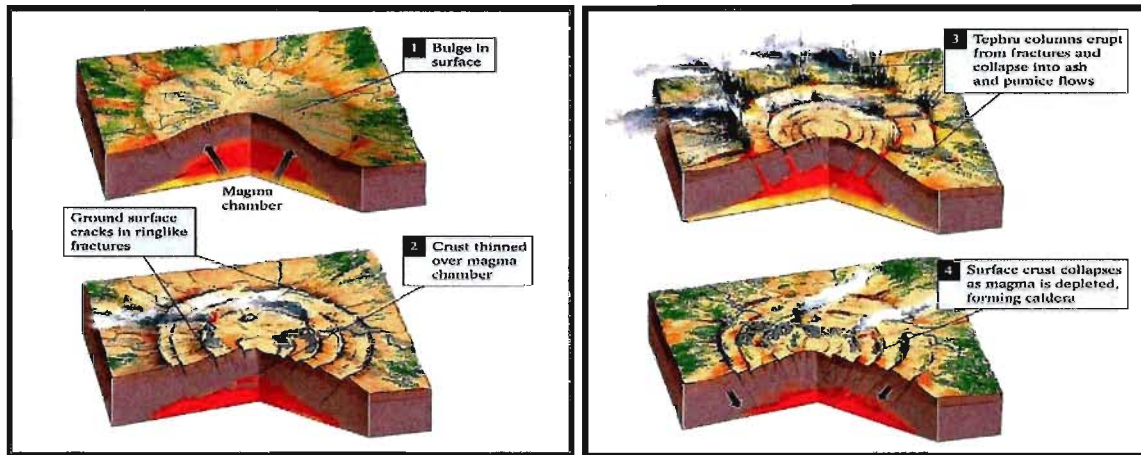 1 Bulge in
surface
Magma
chamber
Ground surface
cracks in ringlike
fractures
2 Crust thinned
over magma
chamber
3 Tephru columns erupt
from fractures and
collapse into ash
and pumice flows
4 Surface crust collapses
as magma is depleted,
forming caldera